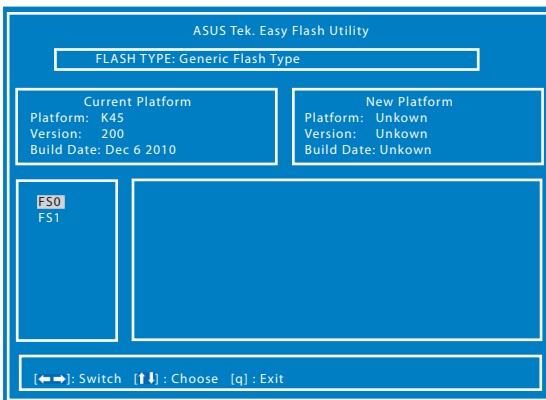 ASUS Tek. Easy Flash Utility
FLASH TYPE: Generic Flash Type
Current Platform
Platform: K45
Version: 200
Build Date: Dec 6 2010
New Platform
Platform: Unkown
Version: Unkown
Build Date: Unkown
FS0
FS1
[⬅➡]: Switch [⬆⬇] : Choose [q] : Exit